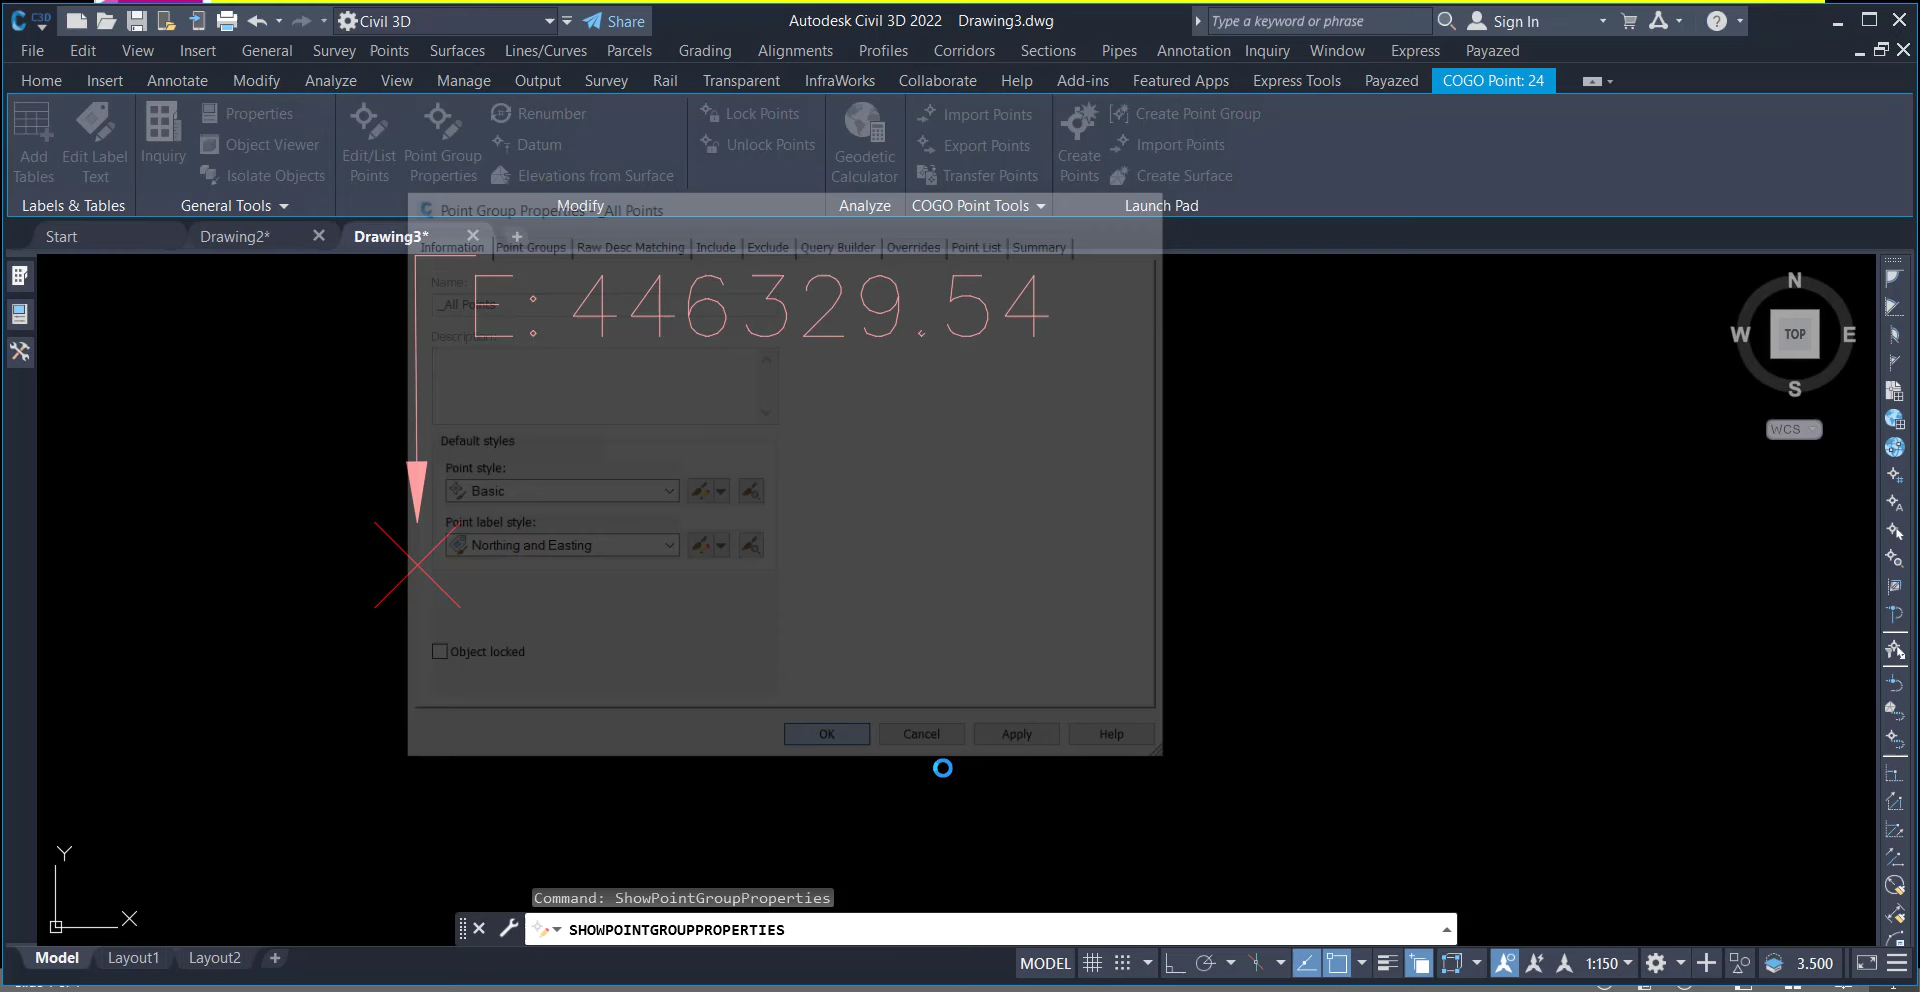 C3D
Civil 3D
Share
Autodesk Civil 3D 2022 Drawing3.dwg
Type a keyword or phrase
Sign In
File Edit View Insert General Survey Points Surfaces Lines/Curves Parcels Grading Alignments Profiles Corridors Sections Pipes Annotation Inquiry Window Express Payazed
Home Insert Annotate Modify Analyze View Manage Output Survey Rail Transparent InfraWorks Collaborate Help Add-ins Featured Apps Express Tools Payazed COGO Point: 24
Add Tables
Edit Label Text
Inquiry
Properties
Object Viewer
Isolate Objects
Edit/List Points
Point Group Properties
Renumber
Datum
Elevations from Surface
Lock Points
Unlock Points
Geodetic Calculator
Import Points
Export Points
Transfer Points
Create Points
Create Point Group
Import Points
Create Surface
Labels & Tables General Tools Modify Analyze COGO Point Tools Launch Pad
Point Group Properties - _All Points
Start Drawing2* Drawing3*
Information Point Groups Raw Desc Matching Include Exclude Query Builder Overrides Point List Summary
Name:
_All Points
E:446329.54
Description:
Default styles
Point style:
Basic
Point label style:
Northing and Easting
Object locked
OK Cancel Apply Help
N
W TOP E
S
WCS
Y
X
Command: ShowPointGroupProperties
SHOWPOINTGROUPPROPERTIES
Model Layout1 Layout2
MODEL 1:150 3.500